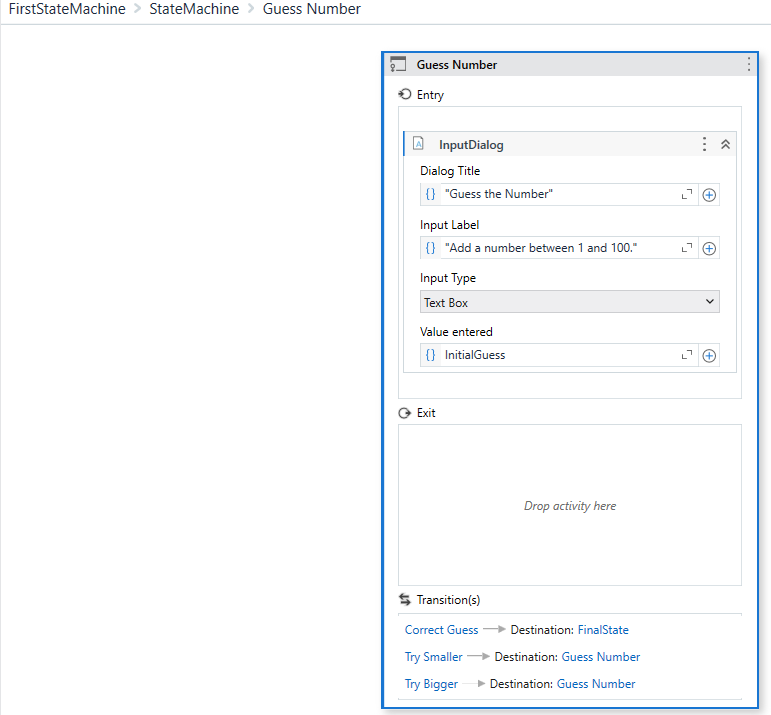 FirstStateMachine > StateMachine > Guess Number
Guess Number
Entry
InputDialog
Dialog Title
{} "Guess the Number"
Input Label
{} "Add a number between 1 and 100."
Input Type
Text Box
Value entered
{} InitialGuess
Exit
Drop activity here
Transition(s)
Correct Guess Destination: FinalState
Try Smaller Destination: Guess Number
Try Bigger Destination: Guess Number